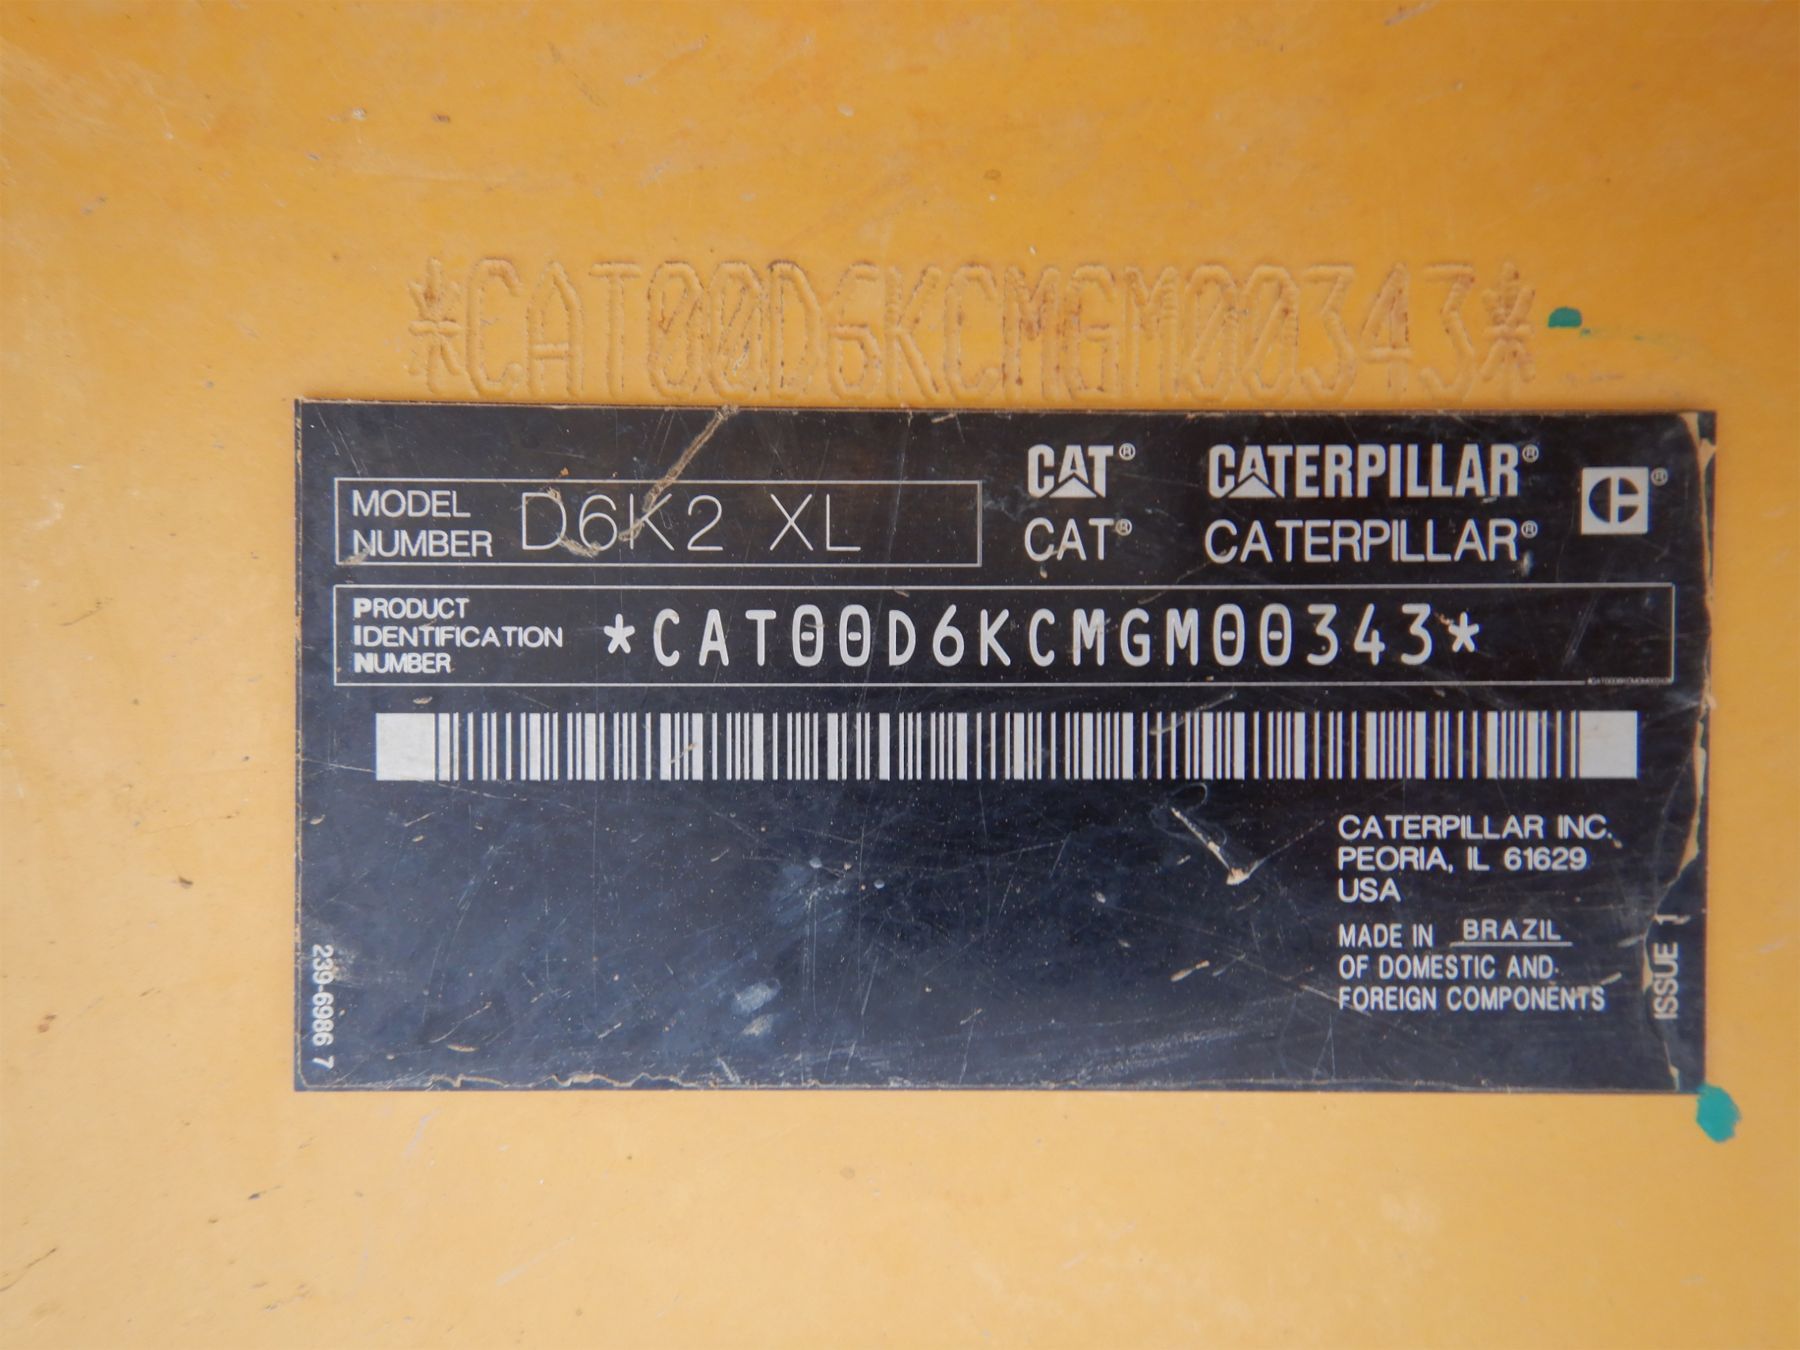 *CAT00D6KCMGM00343*
MODEL NUMBER D6K2 XL
CAT® CATERPILLAR®
CAT® CATERPILLAR®
PRODUCT
IDENTIFICATION
NUMBER
*CAT00D6KCMGM00343*
CATERPILLAR INC.
PEORIA, IL 61629
USA
MADE IN BRAZIL
OF DOMESTIC AND
FOREIGN COMPONENTS
239-6986 7
ISSUE 1